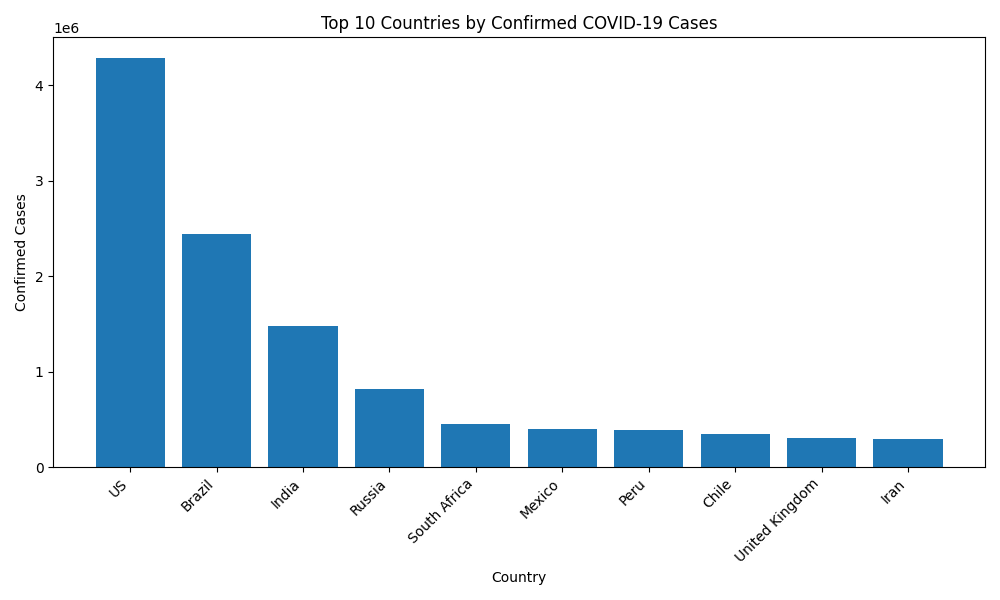 Top 10 Countries by Confirmed COVID-19 Cases
1e6
4
3
2
1
0
Confirmed Cases
US
Brazil
India
Russia
South Africa
Mexico
Peru
Chile
United Kingdom
Iran
Country